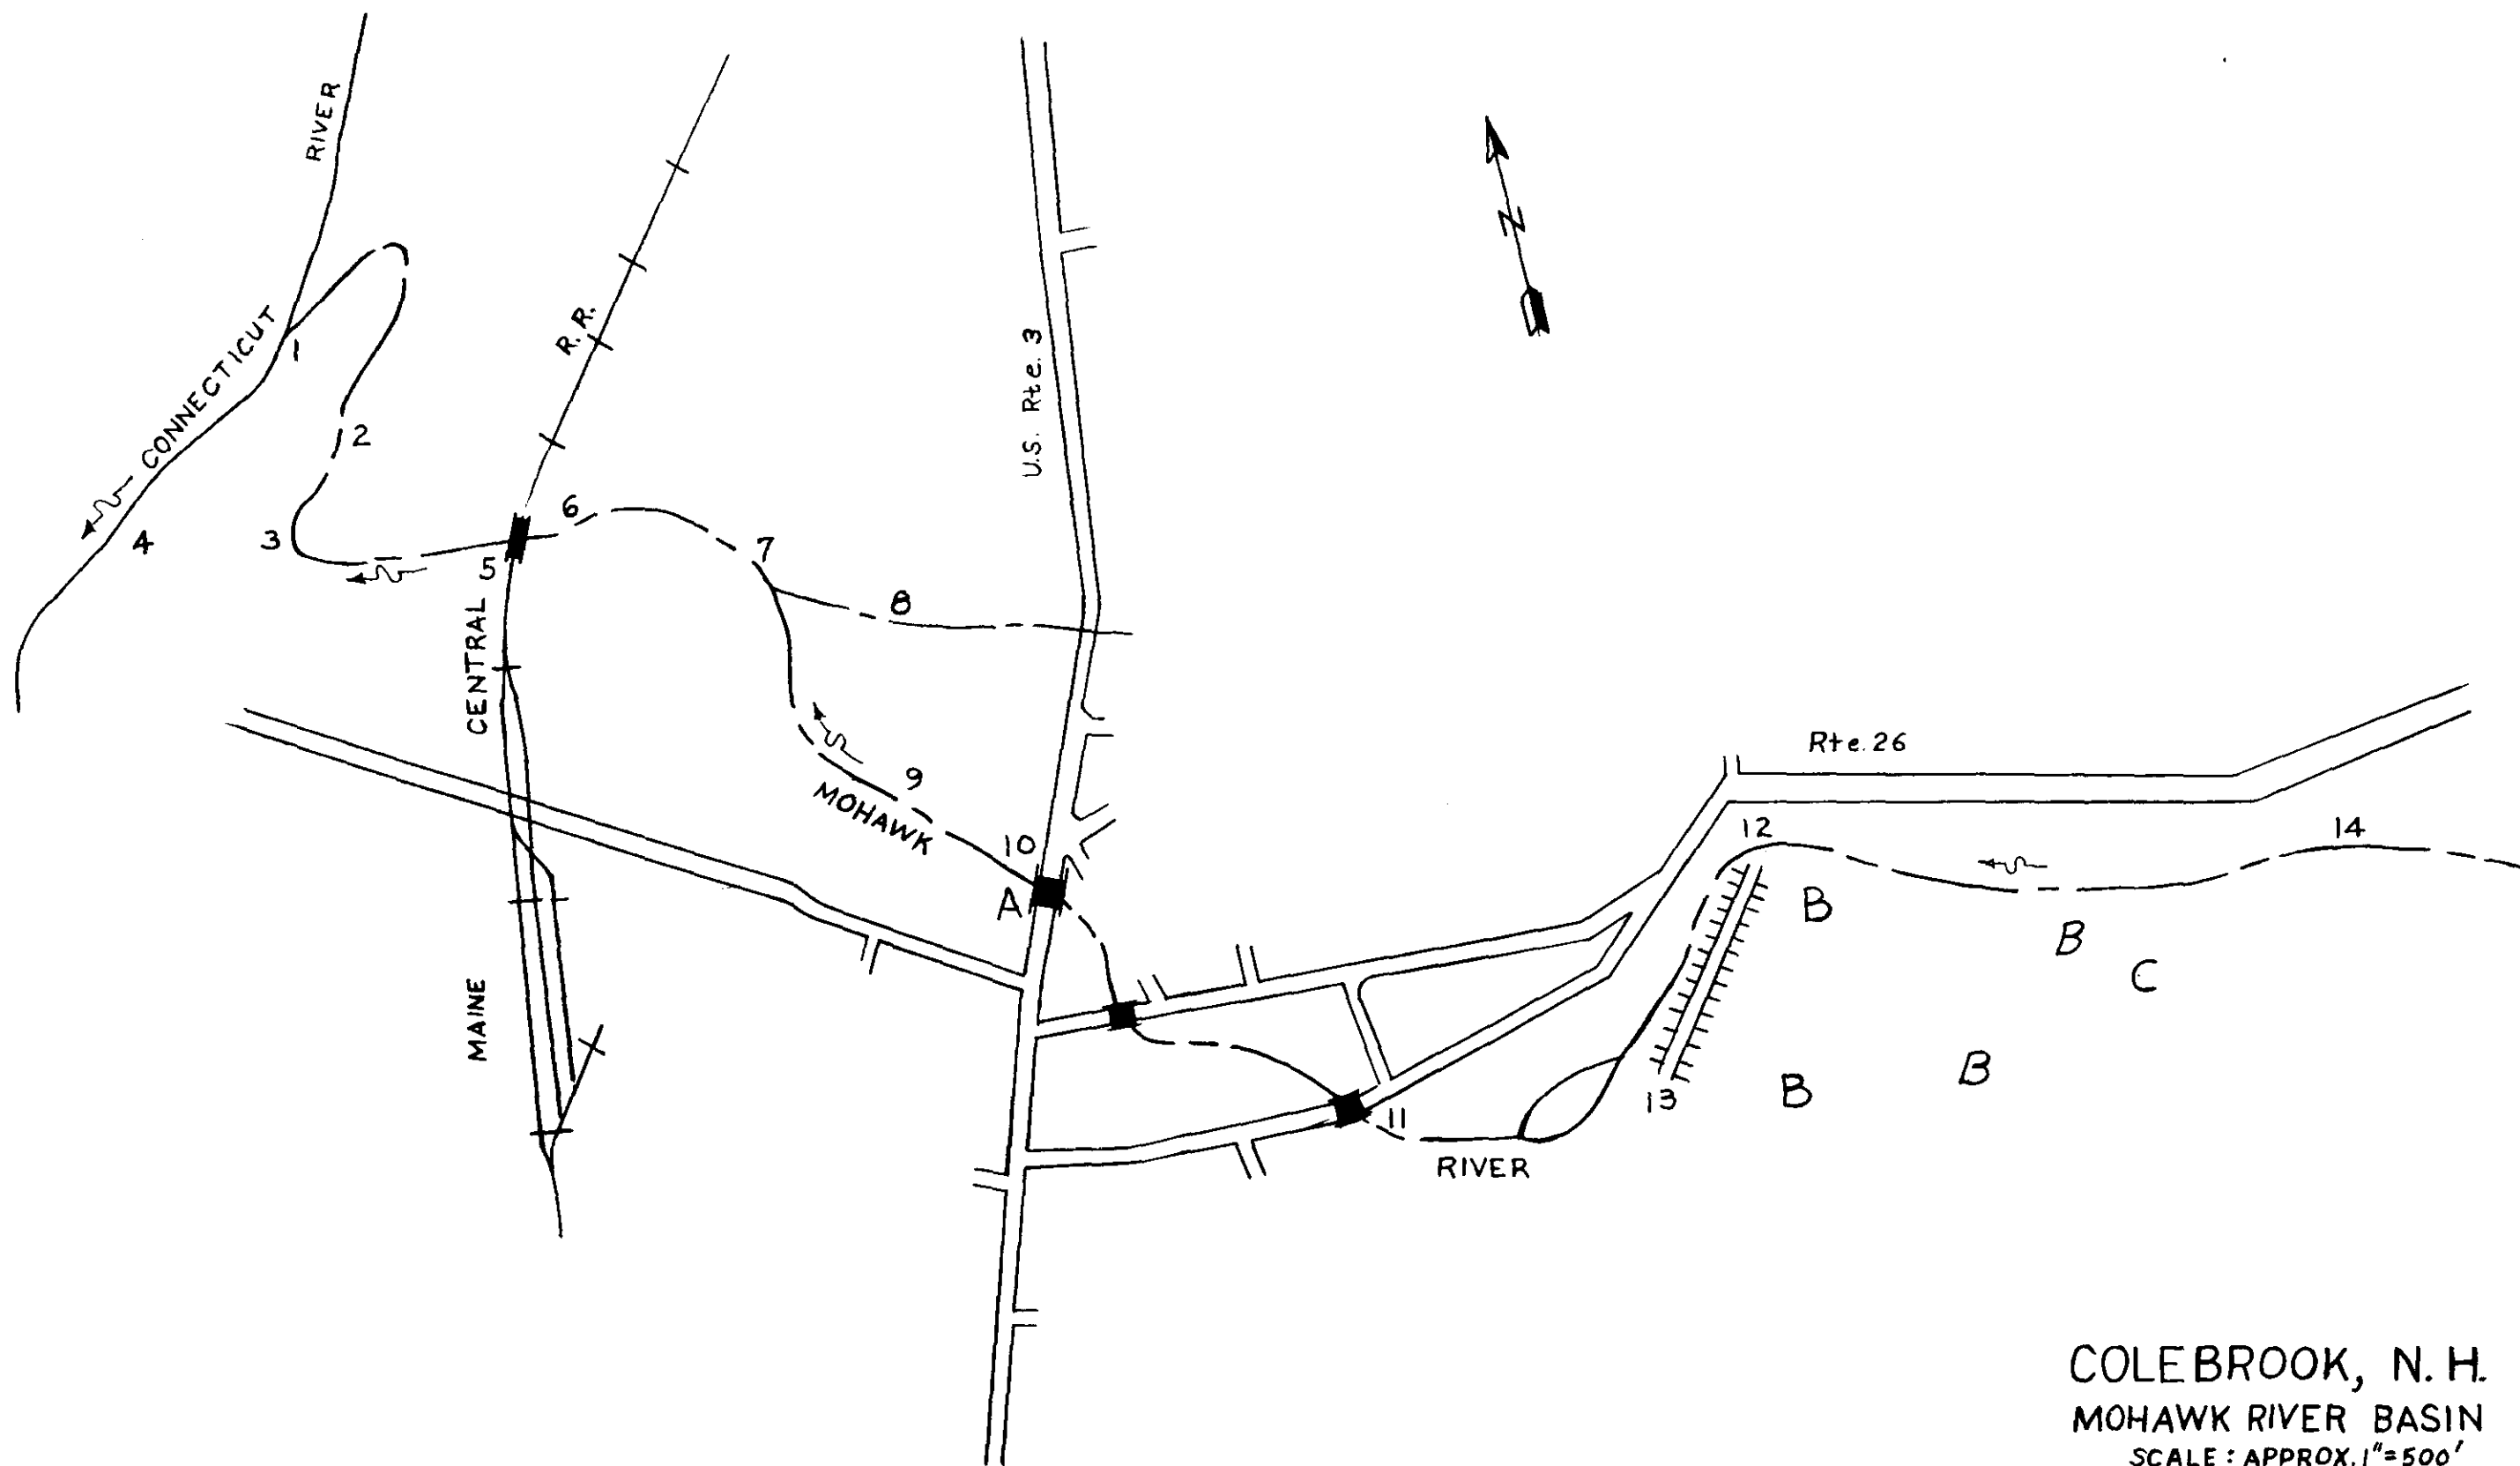 RIVER
CONNECTICUT
R.R.
U.S. Rte. 3
N
1
2
3
4
5
6
7
8
CENTRAL
9
MOHAWK
10
A
Rte. 26
12
14
B
B
C
MAINE
B
B
13
11
RIVER
COLEBROOK, N.H.
MOHAWK RIVER BASIN
SCALE: APPROX. 1"=500'